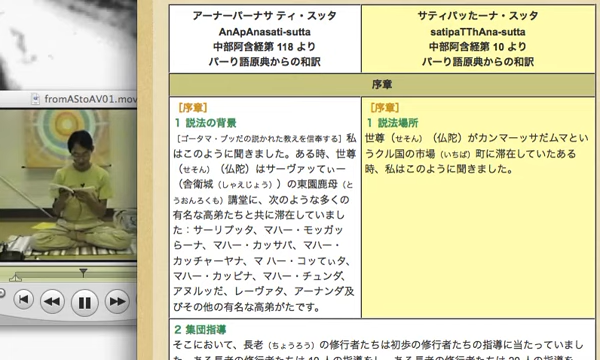 fromAStoAV01.mov
アーナーパーナサ ティ・スッタ
AnApAnasati-sutta
中部阿含経第 118 より
パーり語原典からの和訳
サティパッたーナ・スッタ
satipaTThAna-sutta
中部阿含経第 10 より
パーり語原典からの和訳
序章
［序章］
1 説法の背景
［ゴータマ・ブッだの説かれた教えを信奉する］私
はこのように聞きました。ある時、世尊
（せそん）（仏陀）はサーヴァッてぃー
（舎衛城（しゃえじょう））の東園鹿母（と
うおんろくも）講堂に、次のような多くの
有名な高弟たちと共に滞在していまし
た：サーリプッタ、マハー・モッガッ
らーナ、マハー・カッサパ、マハー・
カッチャーヤナ、マ ハー・コッてぃタ、
マハー・カッピナ、マハー・チュンダ、
アヌルッだ、レーヴァタ、アーナンダ及
びその他の有名な高弟がたです。
［序章］
1 説法場所
世尊（せそん）（仏陀）がカンマーッサだムマとい
うクル国の市場（いちば）町に滞在していたある
時、私はこのように聞きました。
2 集団指導
そこにおいて、長老（ちょうろう）の修行者たちは初歩の修行者たちの指導に当たっていまし